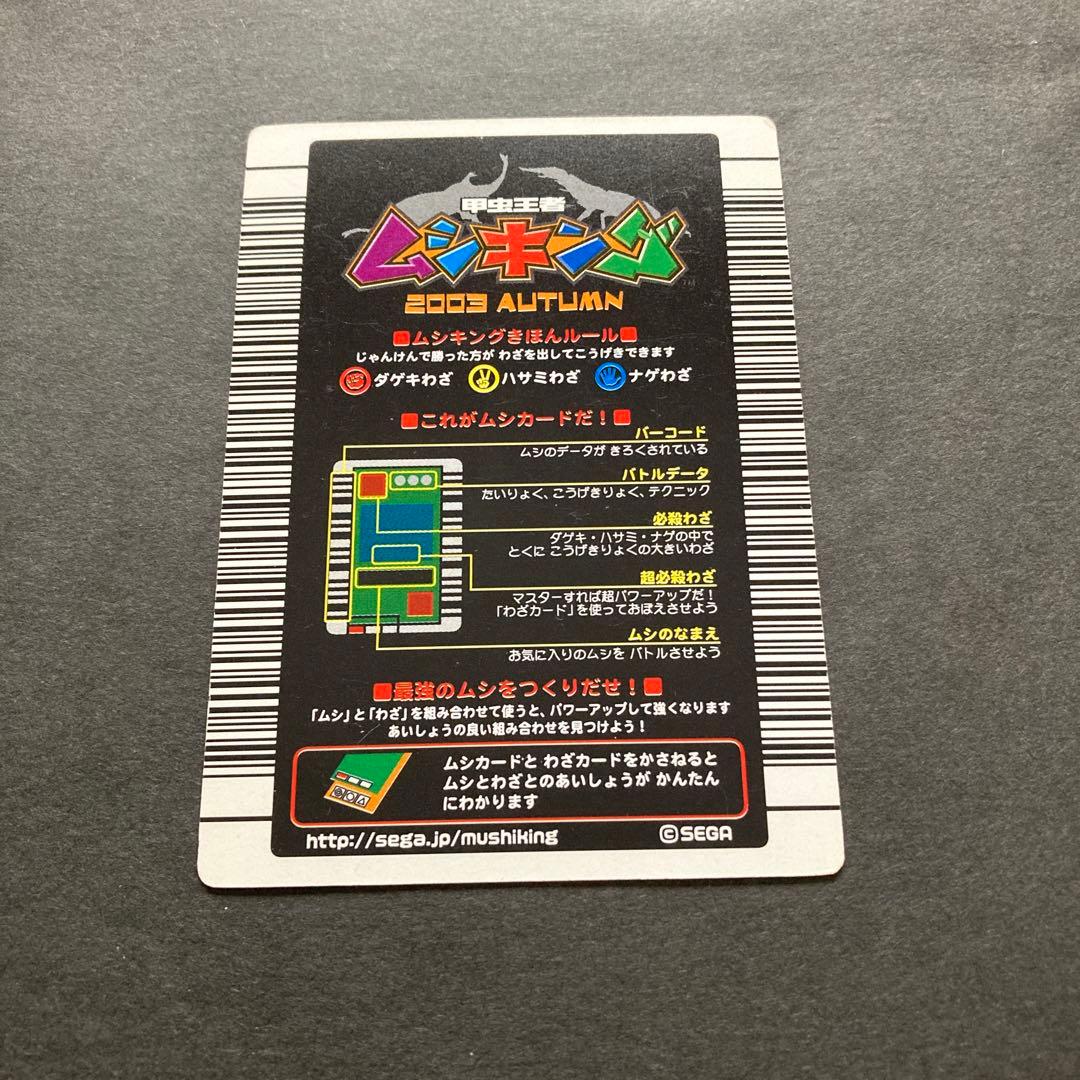 甲虫王者
ムシキング
TM
2003 AUTUMN
■ムシキングきほんルール■
じゃんけんで勝った方が わざを出してこうげきできます
ダゲキわざ ハサミわざ ナゲわざ
■これがムシカードだ！■
バーコード
ムシのデータが きろくされている
バトルデータ
たいりょく、こうげきりょく、テクニック
必殺わざ
ダゲキ・ハサミ・ナゲの中で
とくに こうげきりょくの大きいわざ
超必殺わざ
マスターすれば超パワーアップだ！
「わざカード」を使っておぼえさせよう
ムシのなまえ
お気に入りのムシを バトルさせよう
■最強のムシをつくりだせ！■
「ムシ」と「わざ」を組み合わせて使うと、パワーアップして強くなります
あいしょうの良い組み合わせを見つけよう！
ムシカードと わざカードをかさねると
ムシとわざとのあいしょうが かんたん
にわかります
http://sega.jp/mushiking ©SEGA